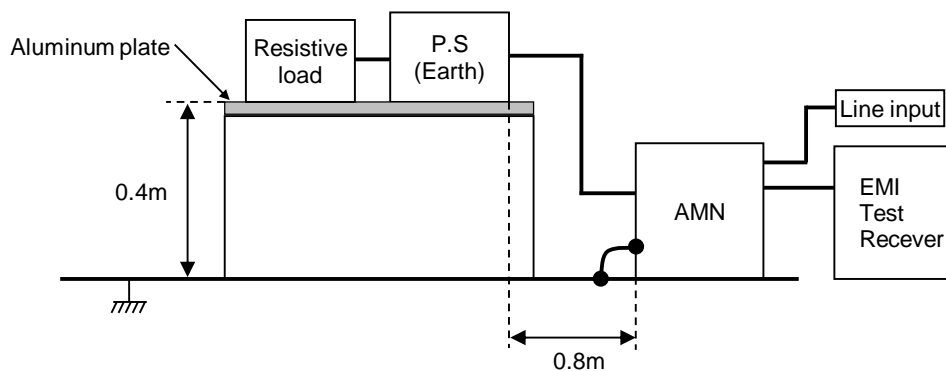 Aluminum plate
Resistive
load
P.S
(Earth)
Line input
0.4m
AMN
EMI
Test
Recever
0.8m